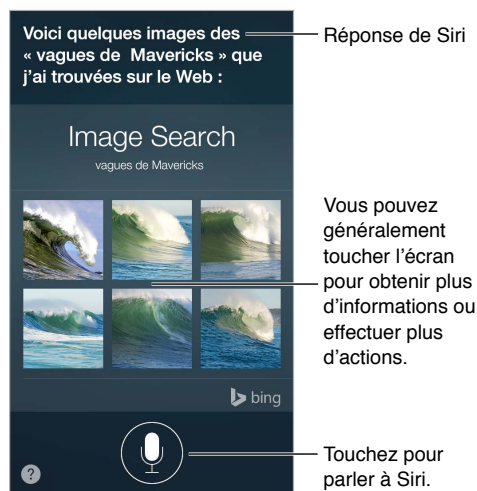 Voici quelques images des
« vagues de Mavericks » que
j'ai trouvées sur le Web :
Réponse de Siri
Image Search
vagues de Mavericks
Vous pouvez
généralement
toucher l’écran
pour obtenir plus
d’informations ou
effectuer plus
d’actions.
bing
Touchez pour
parler à Siri.
?